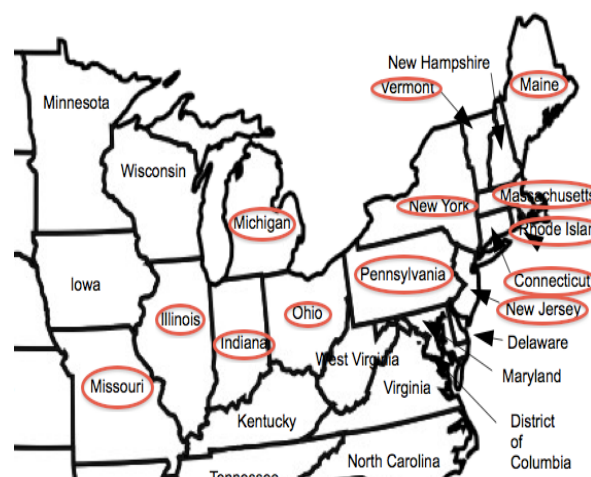 New Hampshire
Vermont
Maine
Minnesota
Wisconsin
Massachusetts
New York
Michigan
Rhode Islan
Pennsylvania
Connecticut
Iowa
Illinois
Ohio
New Jersey
Indiana
Delaware
West Virginia
Maryland
Missouri
Virginia
Kentucky
District
of
Columbia
North Carolina
Tennessee